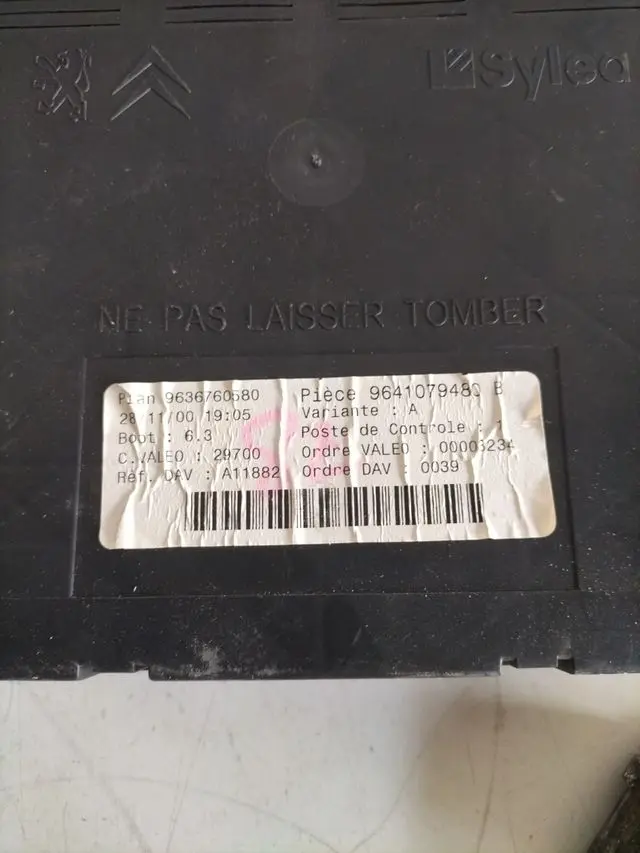 Sylea
NE PAS LAISSER TOMBER
Plan 9636760580 Pièce 9641079480 B
28/11/00 19:05 Variante : A
Boot : 6.3 Poste de Controle : 1
C.VALEO : 29700 Ordre VALEO : 00003234
Réf. DAV : A11882 Ordre DAV : 0039